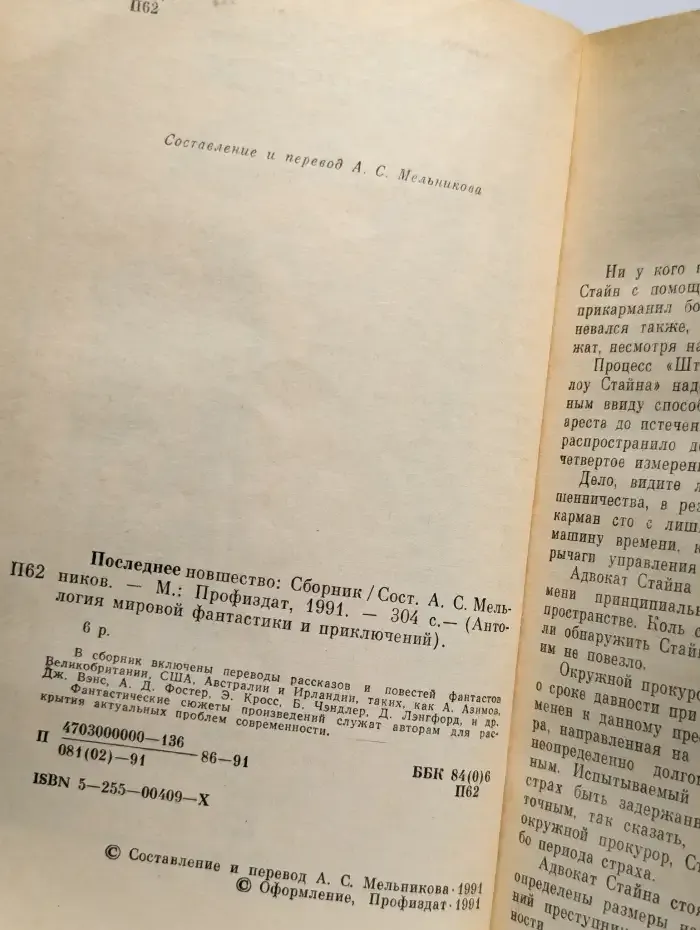 П62
Составление и перевод А. С. Мельникова
Последнее новшество: Сборник / Сост. А. С. Мель-
П62 ников. — М.: Профиздат, 1991. — 304 с.— (Анто-
логия мировой фантастики и приключений).
6 р.
В сборник включены переводы рассказов и повестей фантастов
Великобритании, США, Австралии и Ирландии, таких, как А. Азимов,
Дж. Вэнс, А. Д. Фостер, Э. Кросс, Б. Чэндлер, Д. Лэнгфорд, и др.
Фантастические сюжеты произведений служат авторам для рас-
крытия актуальных проблем современности.
П 4703000000—136
081(02)—91 86—91
ББК 84(0)6
П62
ISBN 5—255—00409—X
© Составление и перевод А. С. Мельникова·1991
© Оформление, Профиздат·1991
Ни у кого
Стайн с помощ
прикарманил бо
невался также,
жат, несмотря на
Процесс «Шт
лоу Стайна» над
ным ввиду способ
ареста до истечен
распространило д
четвертое измерен
Дело, видите л
шенничества, в рез
карман сто с лиш
машину времени, н
рычаги управления
Адвокат Стайна
мени принципиаль
пространстве. Коль с
ли обнаружить Стай
им не повезло.
Окружной прокуро
о сроке давности при
менен к данному прес
ра, направленная на
неопределенно долго
ным. Испытываемый
страх быть задержан
точным, так сказать,
окружной прокурор, С
бо периода страха.
Адвокат Стайна стоя
определены размеры на
ний преступни
ности